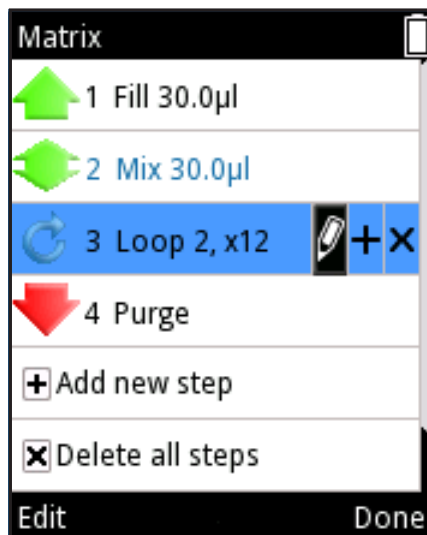 Matrix
1 Fill 30.0µl
2 Mix 30.0µl
3 Loop 2, x12
4 Purge
Add new step
Delete all steps
Edit Done